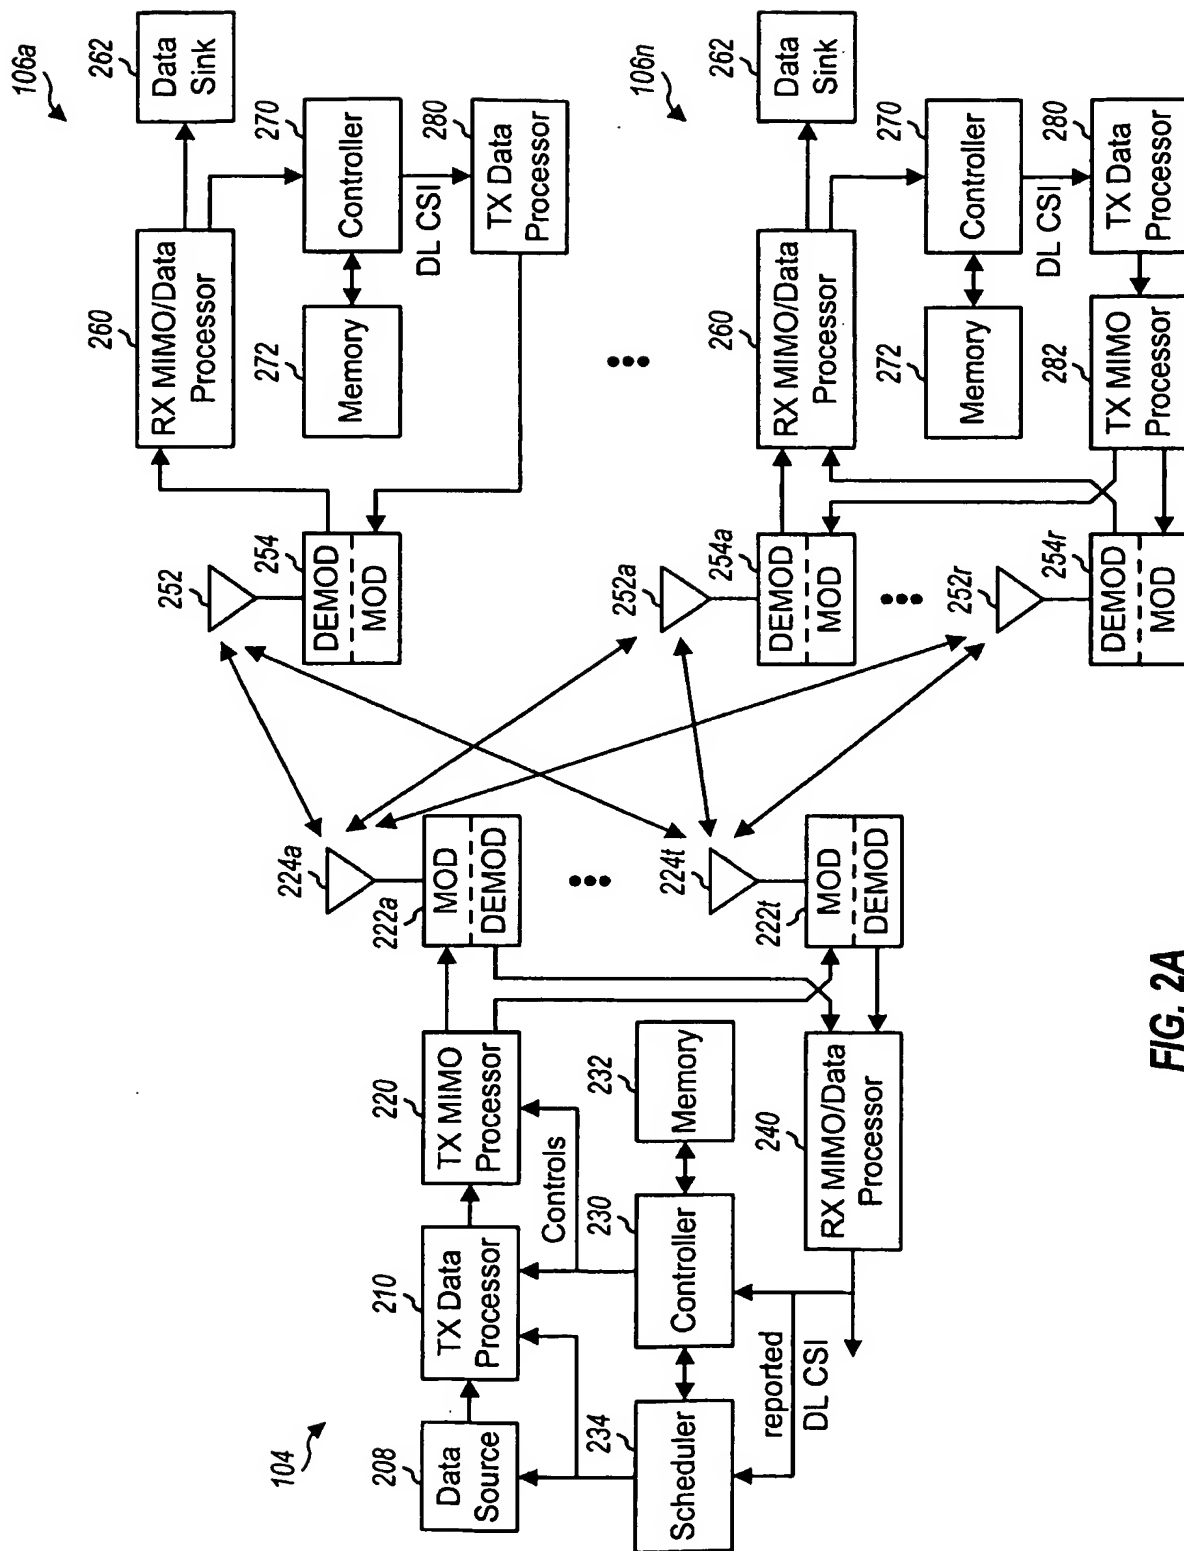 104
208
Data
Source
210
TX Data
Processor
220
TX MIMO
Processor
Controls
234
Scheduler
230
Controller
232
Memory
reported
DL CSI
240
RX MIMO/Data
Processor
224a
222a
MOD
DEMOD
224t
222t
MOD
DEMOD
106a
252
254
DEMOD
MOD
260
RX MIMO/Data
Processor
262
Data
Sink
272
Memory
270
Controller
DL CSI
280
TX Data
Processor
106n
252a
254a
DEMOD
MOD
252r
254r
DEMOD
MOD
260
RX MIMO/Data
Processor
262
Data
Sink
272
Memory
270
Controller
DL CSI
282
TX MIMO
Processor
280
TX Data
Processor
FIG. 2A